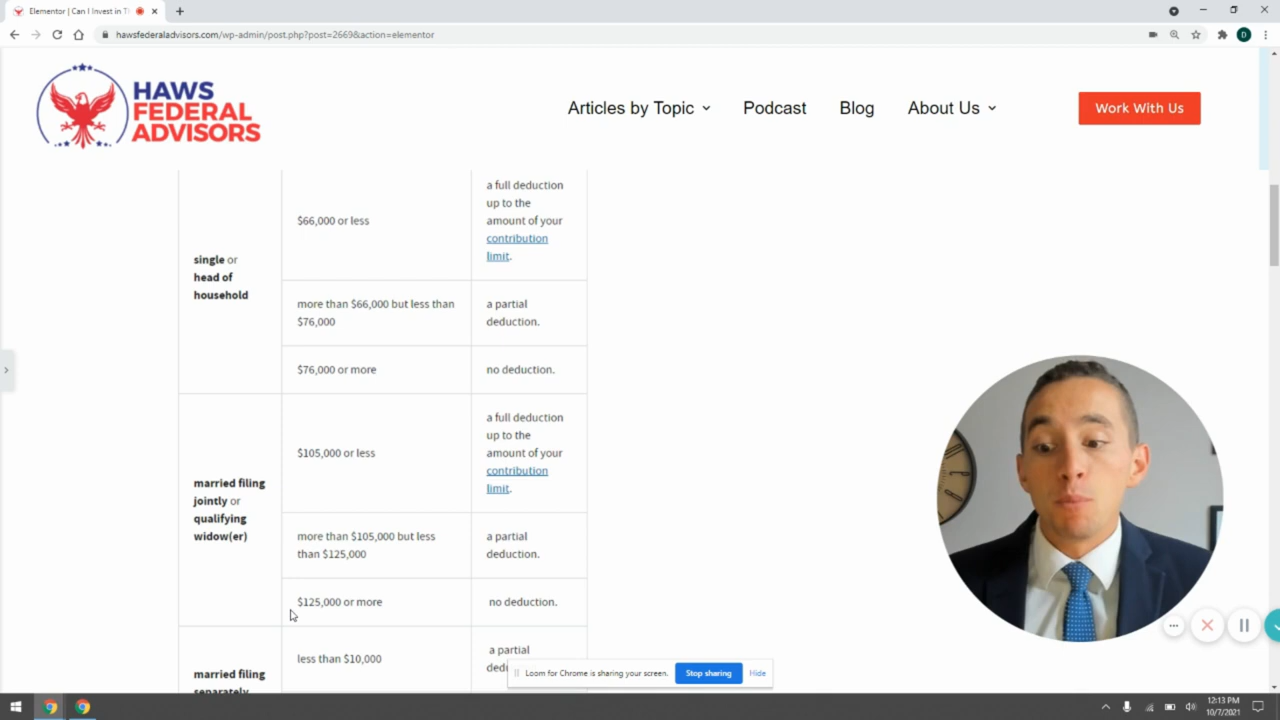 Elementor | Can I Invest in T
hawsfederaladvisors.com/wp-admin/post.php?post=2669&action=elementor
D
HAWS
FEDERAL
ADVISORS
Articles by Topic
Podcast
Blog
About Us
Work With Us
single or
head of
household
$66,000 or less
a full deduction
up to the
amount of your
contribution
limit.
more than $66,000 but less than
$76,000
a partial
deduction.
$76,000 or more
no deduction.
married filing
jointly or
qualifying
widow(er)
$105,000 or less
a full deduction
up to the
amount of your
contribution
limit.
more than $105,000 but less
than $125,000
a partial
deduction.
$125,000 or more
no deduction.
married filing
separately
less than $10,000
a partial
Loom for Chrome is sharing your screen.
Stop sharing
Hide
12:13 PM
10/7/2021